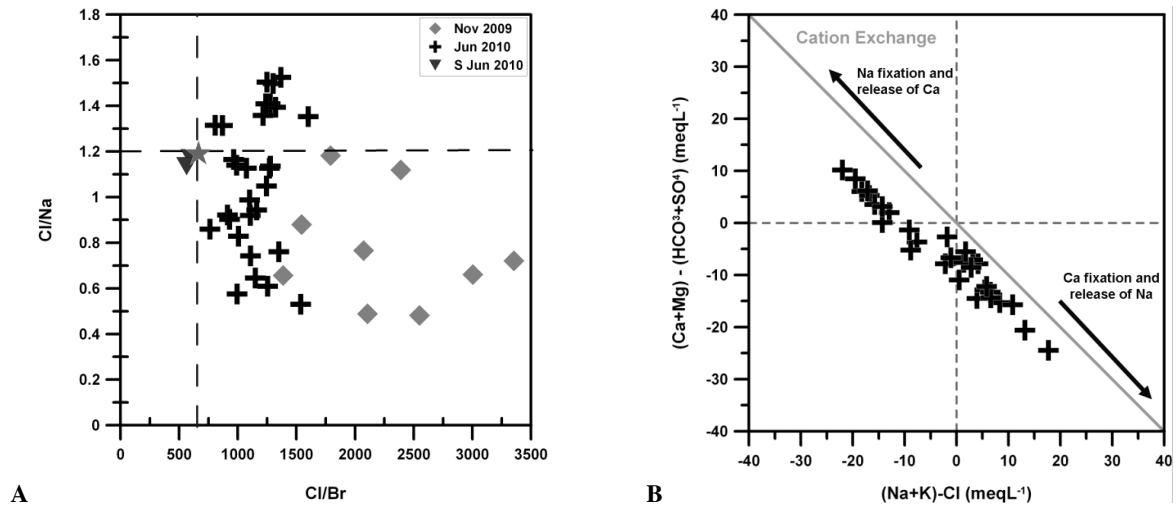 1.8
1.6
1.4
1.2
1
0.8
0.6
0.4
0.2
0
Cl/Na
Nov 2009
Jun 2010
S Jun 2010
0 500 1000 1500 2000 2500 3000 3500
Cl/Br
A
40
30
20
10
0
-10
-20
-30
-40
(Ca+Mg) - (HCO³+SO⁴) (meqL⁻¹)
Cation Exchange
Na fixation and
release of Ca
Ca fixation and
release of Na
-40 -30 -20 -10 0 10 20 30 40
(Na+K)-Cl (meqL⁻¹)
B